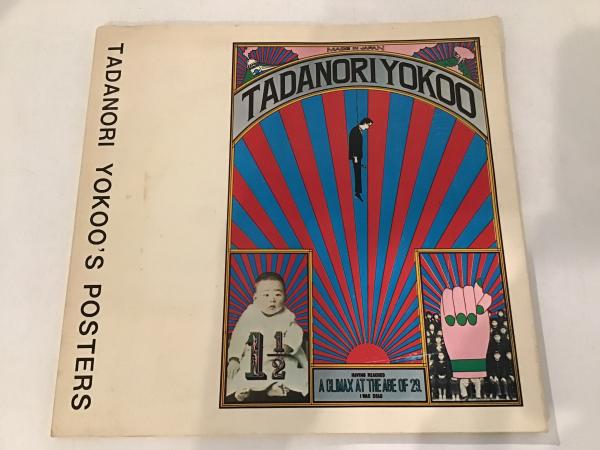 TADANORI YOKOO'S POSTERS
MADE IN JAPAN
TADANORI YOKOO
1 1/2
HAVING REACHED
A CLIMAX AT THE AGE OF 29,
I WAS DEAD